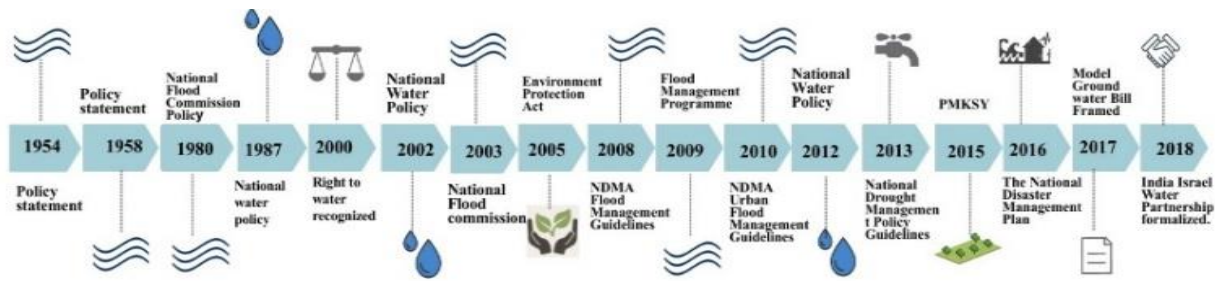 Policy
statement
National
Flood
Commission
Policy
National
Water
Policy
Environment
Protection
Act
Flood
Management
Programme
National
Water
Policy
PMKSY
Model
Ground
water Bill
Framed
1954
1958
1980
1987
2000
2002
2003
2005
2008
2009
2010
2012
2013
2015
2016
2017
2018
Policy
statement
National
water
policy
Right to
water
recognized
National
Flood
commission
NDMA
Flood
Management
Guidelines
NDMA
Urban
Flood
Management
Guidelines
National
Drought
Managemen
t Policy
Guidelines
The National
Disaster
Management
Plan
India Israel
Water
Partnership
formalized.